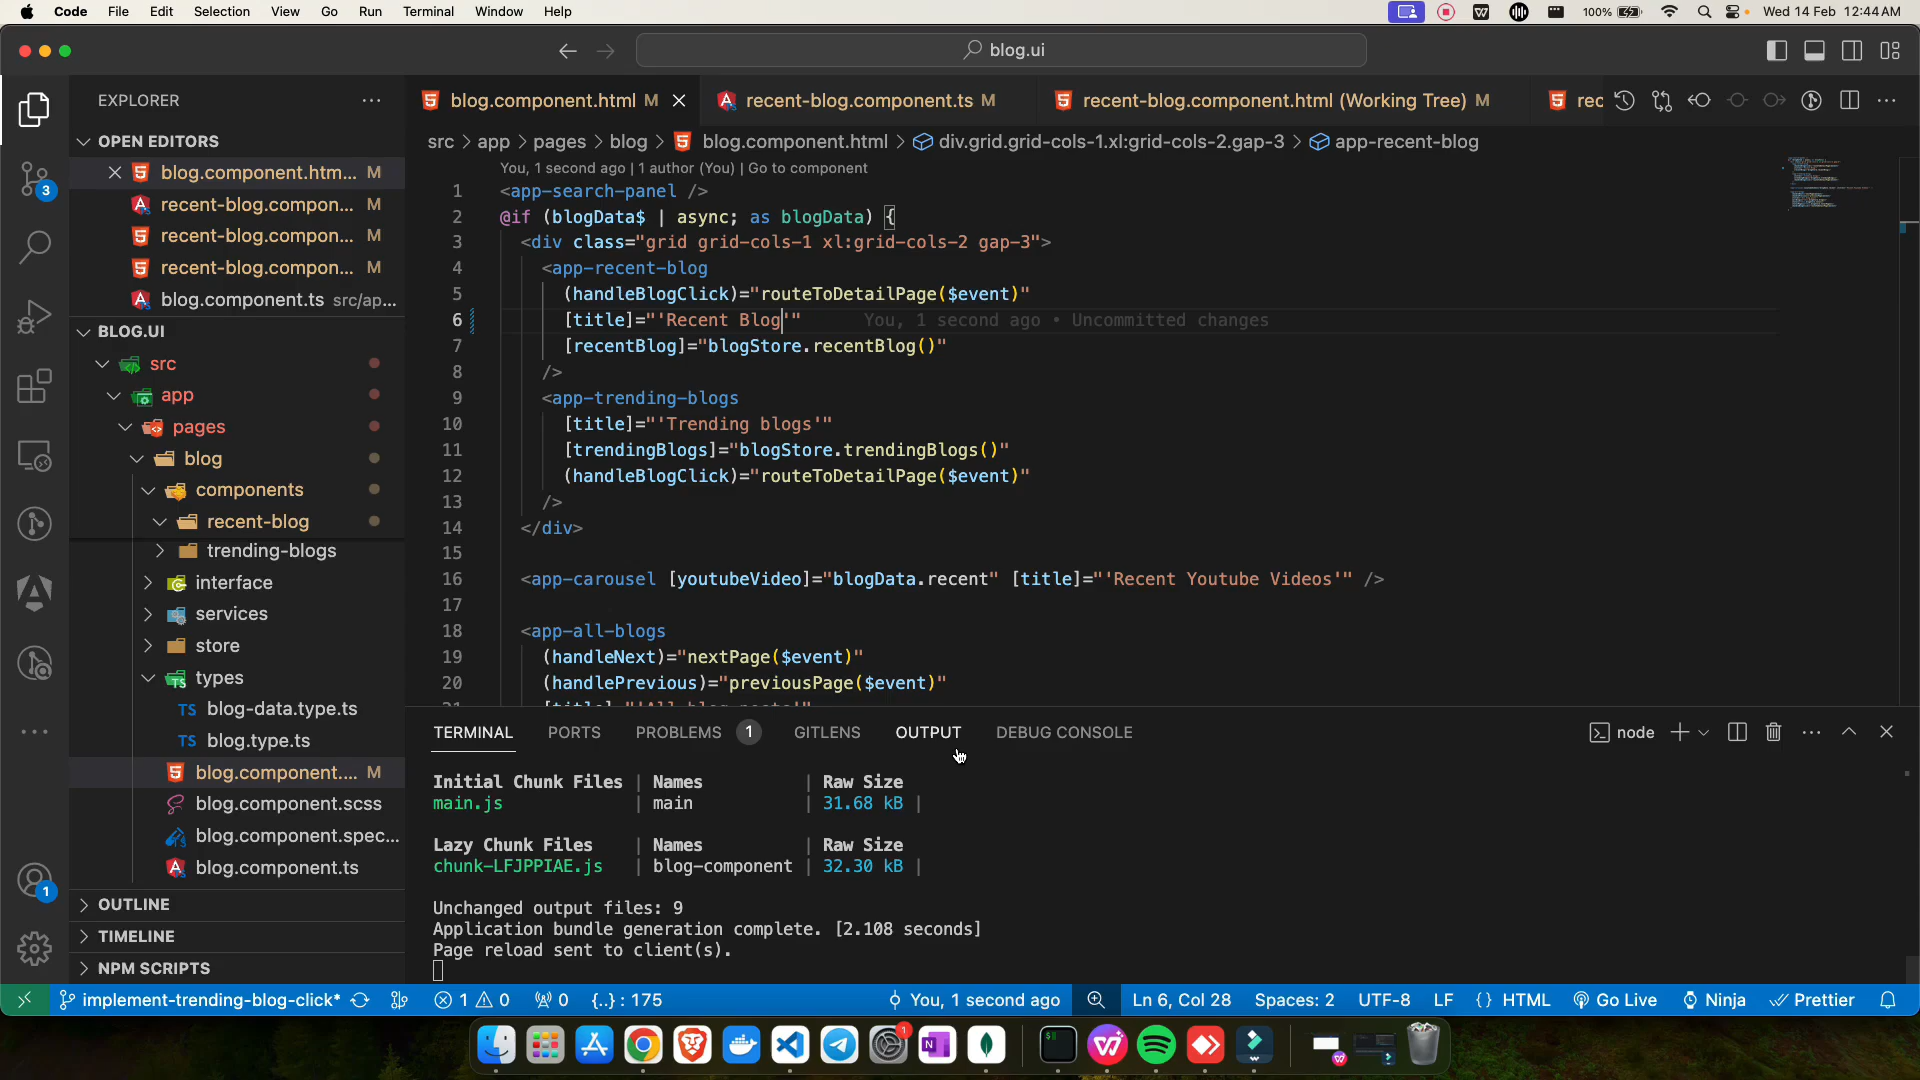 Code File Edit Selection View Go Run Terminal Window Help 100% Wed 14 Feb 12:44 AM
blog.ui
EXPLORER
blog.component.html M
recent-blog.component.ts M
recent-blog.component.html (Working Tree) M
rec
OPEN EDITORS
src > app > pages > blog > blog.component.html > div.grid.grid-cols-1.xl:grid-cols-2.gap-3 > app-recent-blog
blog.component.htm... M
recent-blog.compon... M
recent-blog.compon... M
recent-blog.compon... M
blog.component.ts src/ap...
BLOG.UI
src
app
pages
blog
components
recent-blog
trending-blogs
interface
services
store
types
TS blog-data.type.ts
TS blog.type.ts
blog.component.... M
blog.component.scss
blog.component.spec...
blog.component.ts
OUTLINE
TIMELINE
NPM SCRIPTS
3
1
You, 1 second ago | 1 author (You) | Go to component
1 <app-search-panel />
2 @if (blogData$ | async; as blogData) {
3 <div class="grid grid-cols-1 xl:grid-cols-2 gap-3">
4 <app-recent-blog
5 (handleBlogClick)="routeToDetailPage($event)"
6 [title]="'Recent Blog'" You, 1 second ago • Uncommitted changes
7 [recentBlog]="blogStore.recentBlog()"
8 />
9 <app-trending-blogs
10 [title]="'Trending blogs'"
11 [trendingBlogs]="blogStore.trendingBlogs()"
12 (handleBlogClick)="routeToDetailPage($event)"
13 />
14 </div>
15
16 <app-carousel [youtubeVideo]="blogData.recent" [title]="'Recent Youtube Videos'" />
17
18 <app-all-blogs
19 (handleNext)="nextPage($event)"
20 (handlePrevious)="previousPage($event)"
TERMINAL PORTS PROBLEMS 1 GITLENS OUTPUT DEBUG CONSOLE node
Initial Chunk Files | Names | Raw Size
main.js | main | 31.68 kB |
Lazy Chunk Files | Names | Raw Size
chunk-LFJPPIAE.js | blog-component | 32.30 kB |
Unchanged output files: 9
Application bundle generation complete. [2.108 seconds]
Page reload sent to client(s).
implement-trending-blog-click* 1 0 0 {..} : 175 You, 1 second ago Ln 6, Col 28 Spaces: 2 UTF-8 LF {} HTML Go Live Ninja Prettier
1